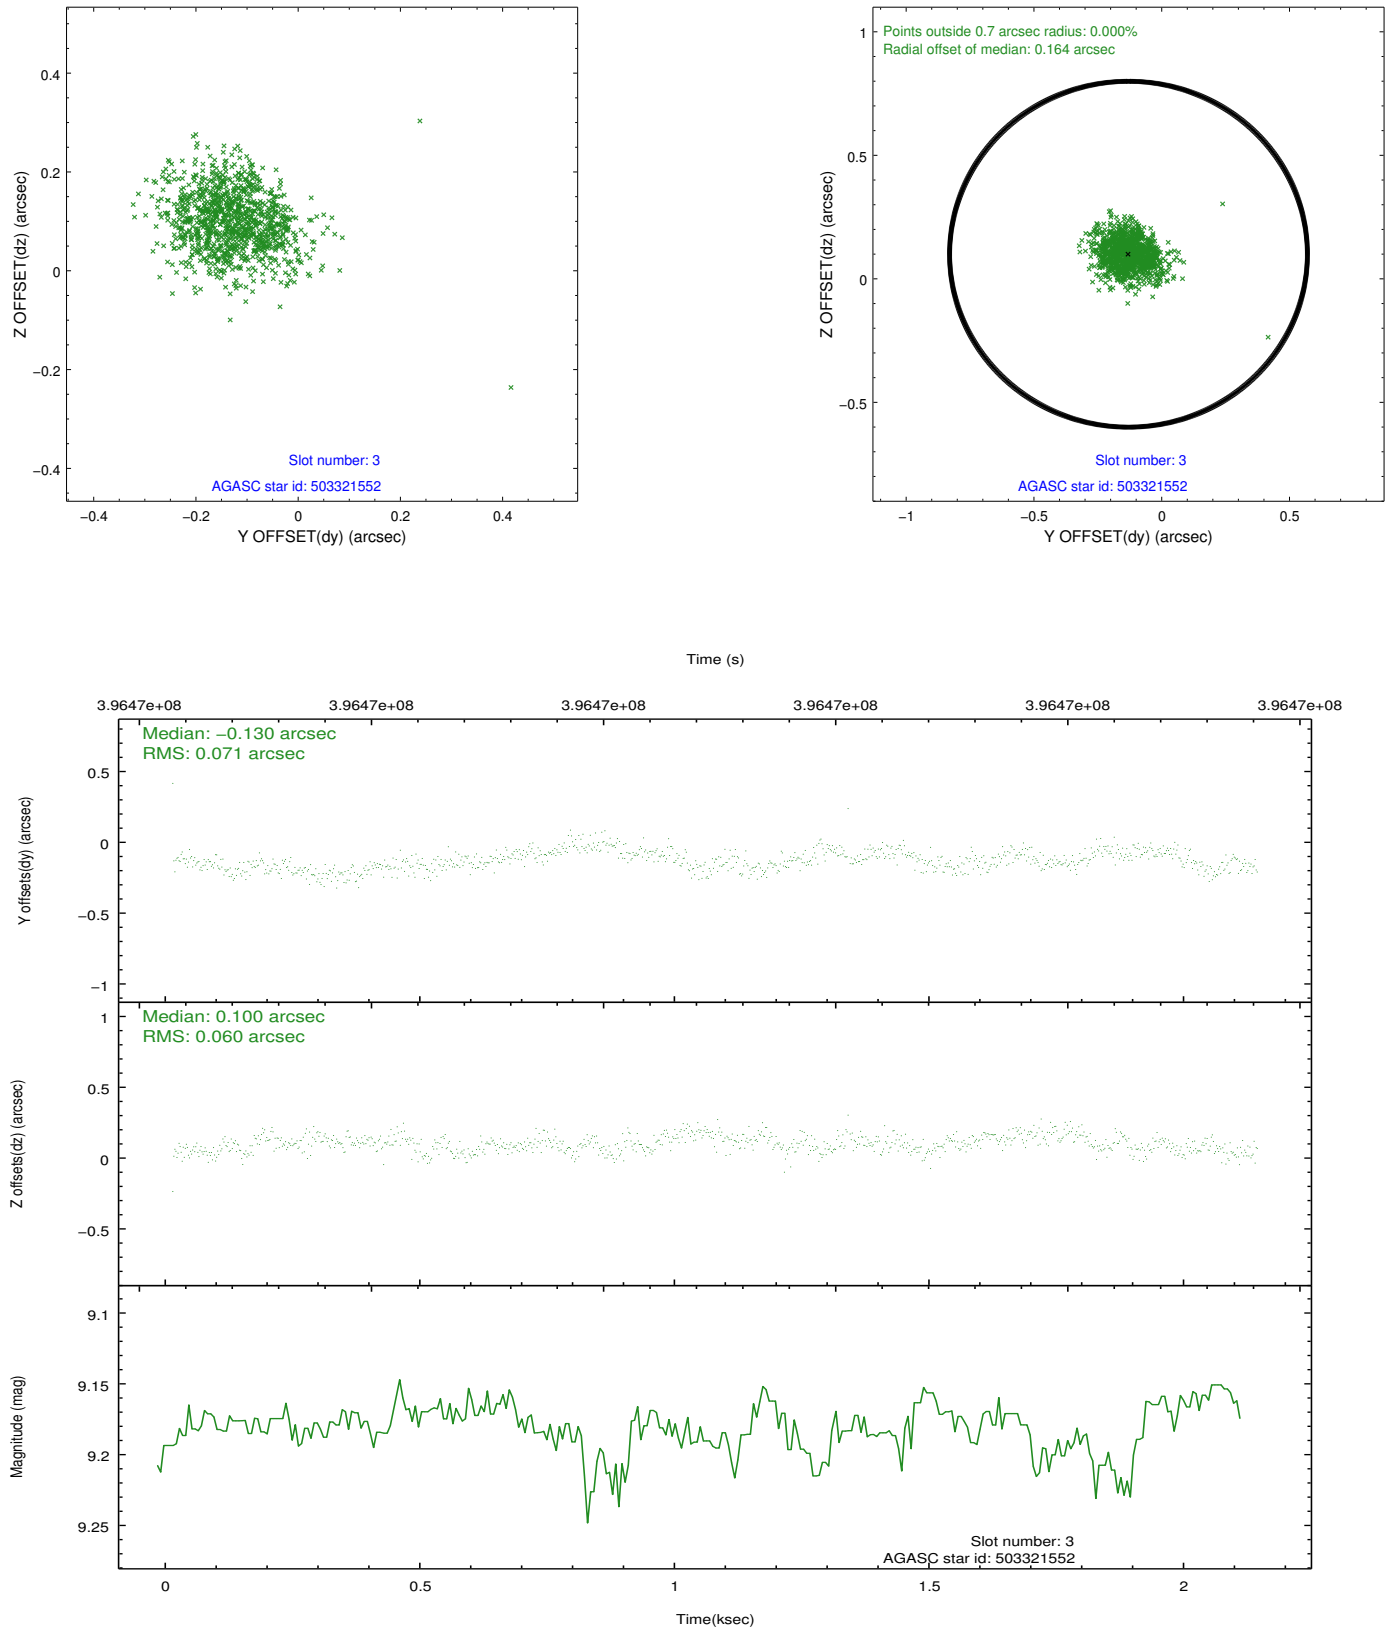 0.4
0.2
0
−0.2
−0.4
Z OFFSET(dz) (arcsec)
Slot number: 3
AGASC star id: 503321552
−0.4 −0.2 0 0.2 0.4
Y OFFSET(dy) (arcsec)
Points outside 0.7 arcsec radius: 0.000%
Radial offset of median: 0.164 arcsec
1
0.5
0
−0.5
Z OFFSET(dz) (arcsec)
Slot number: 3
AGASC star id: 503321552
−1 −0.5 0 0.5
Y OFFSET(dy) (arcsec)
Time (s)
3.9647e+08 3.9647e+08 3.9647e+08 3.9647e+08 3.9647e+08 3.9647e+08
Median: −0.130 arcsec
RMS: 0.071 arcsec
0.5
0
−0.5
−1
Y offsets(dy) (arcsec)
Median: 0.100 arcsec
RMS: 0.060 arcsec
1
0.5
0
−0.5
Z offsets(dz) (arcsec)
9.1
9.15
9.2
9.25
Magnitude (mag)
Slot number: 3
AGASC star id: 503321552
0 0.5 1 1.5 2
Time(ksec)